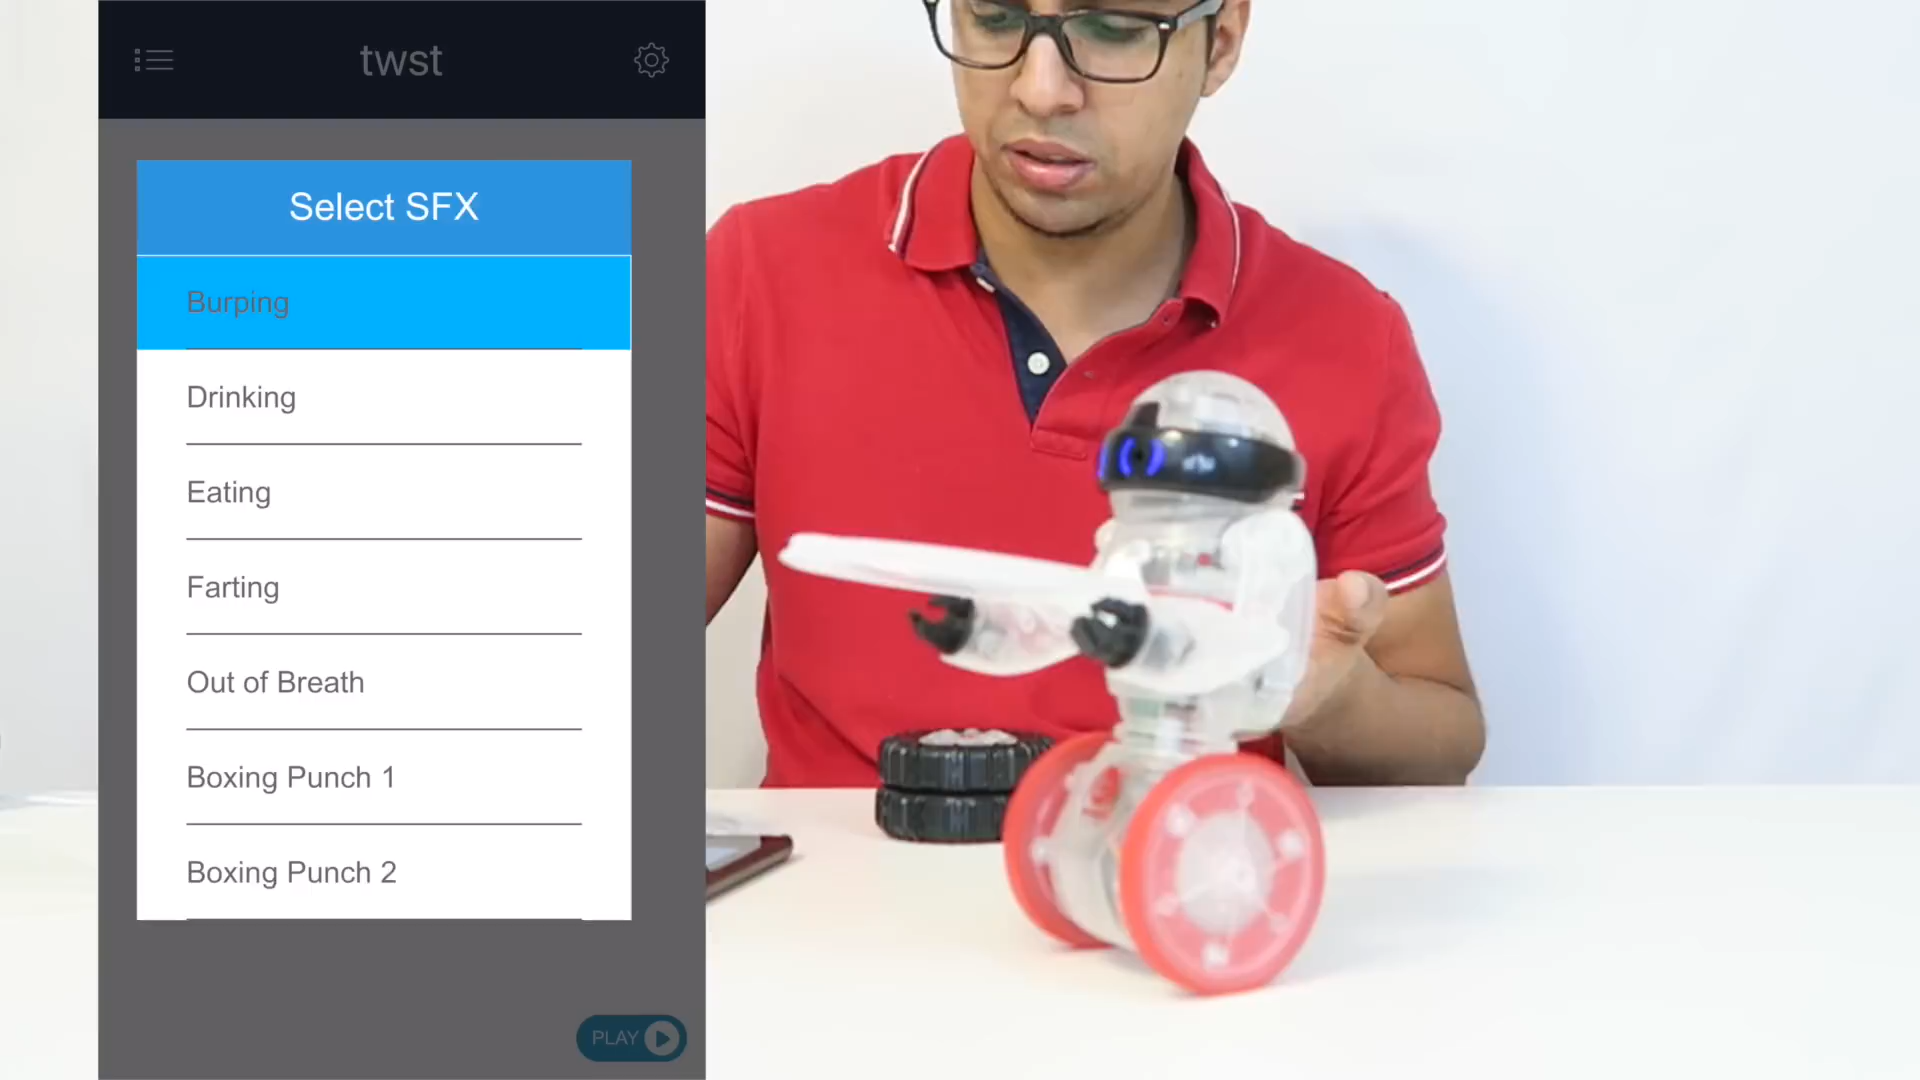 twst
Select SFX
Burping
Drinking
Eating
Farting
Out of Breath
Boxing Punch 1
Boxing Punch 2
PLAY